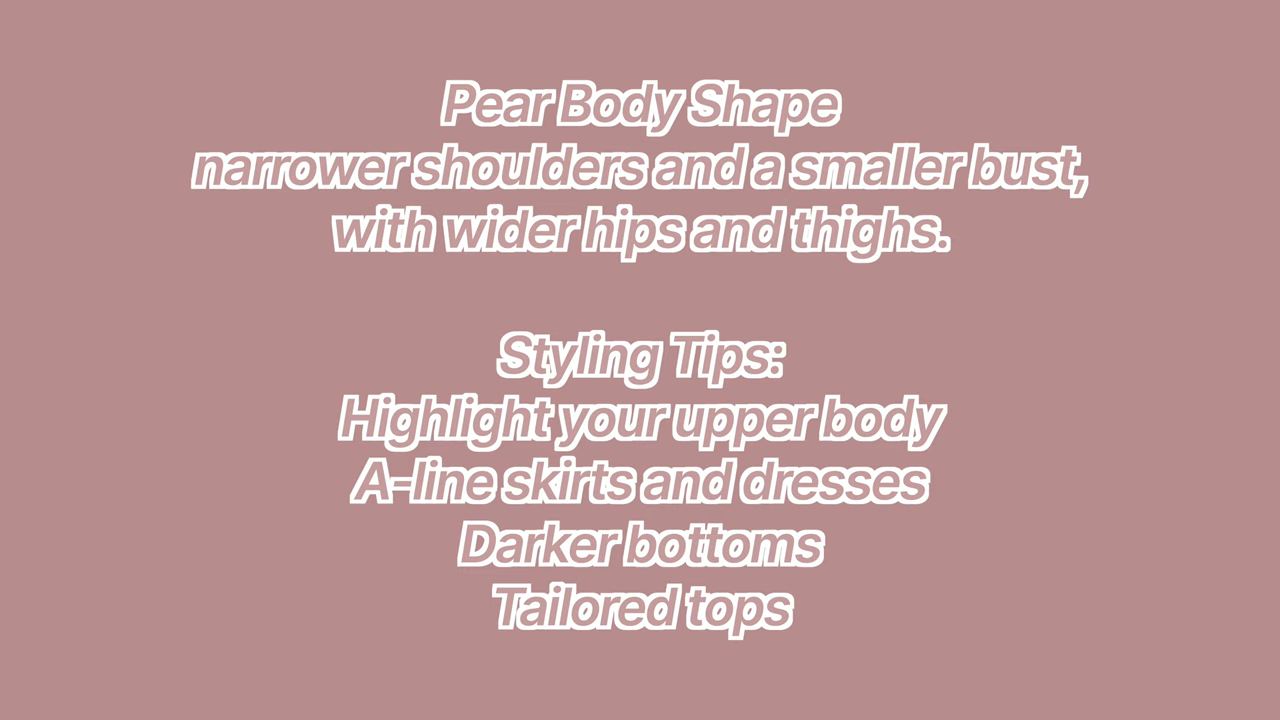 Pear Body Shape
narrower shoulders and a smaller bust,
with wider hips and thighs.
Styling Tips:
Highlight your upper body
A-line skirts and dresses
Darker bottoms
Tailored tops